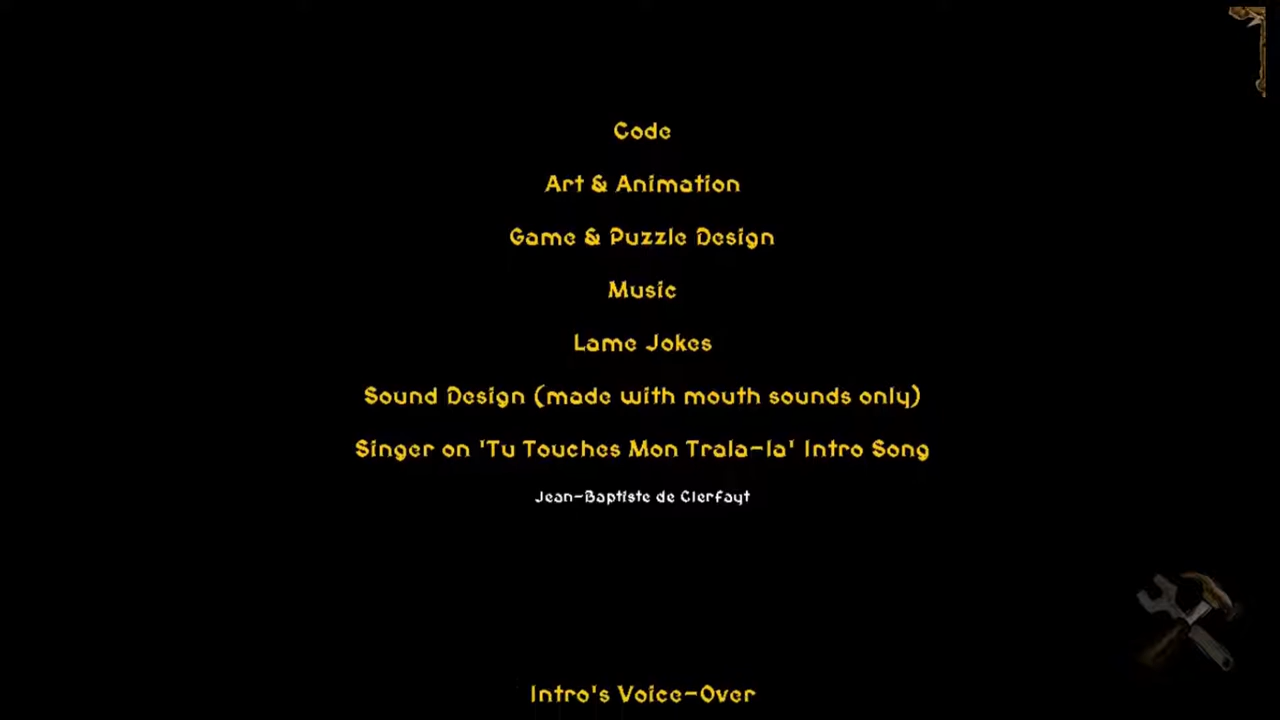 Code
Art & Animation
Game & Puzzle Design
Music
Lame Jokes
Sound Design (made with mouth sounds only)
Singer on 'Tu Touches Mon Trala-la' Intro Song
Jean-Baptiste de Clerfayt
Intro's Voice-Over